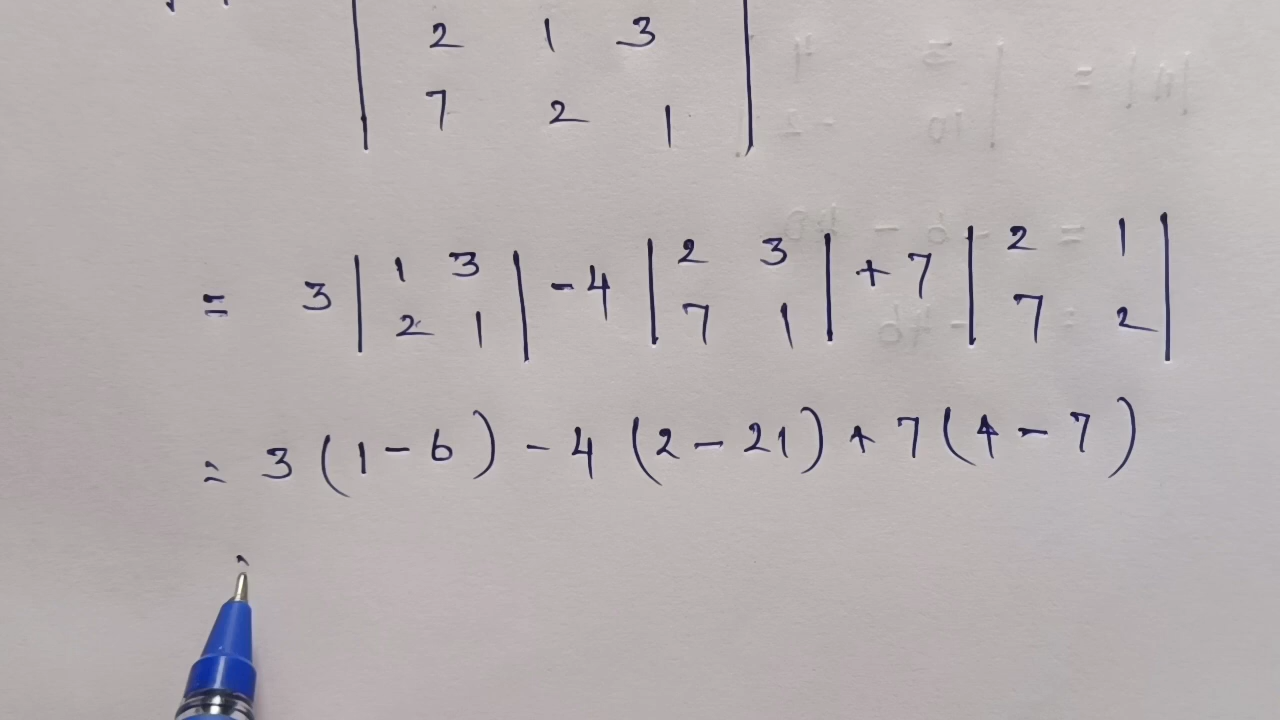 | 2 1 3 |
| 7 2 1 |
= 3 | 1 3 | - 4 | 2 3 | + 7 | 2 1 |
| 2 1 | | 7 1 | | 7 2 |
= 3 ( 1 - 6 ) - 4 ( 2 - 21 ) + 7 ( 4 - 7 )
=